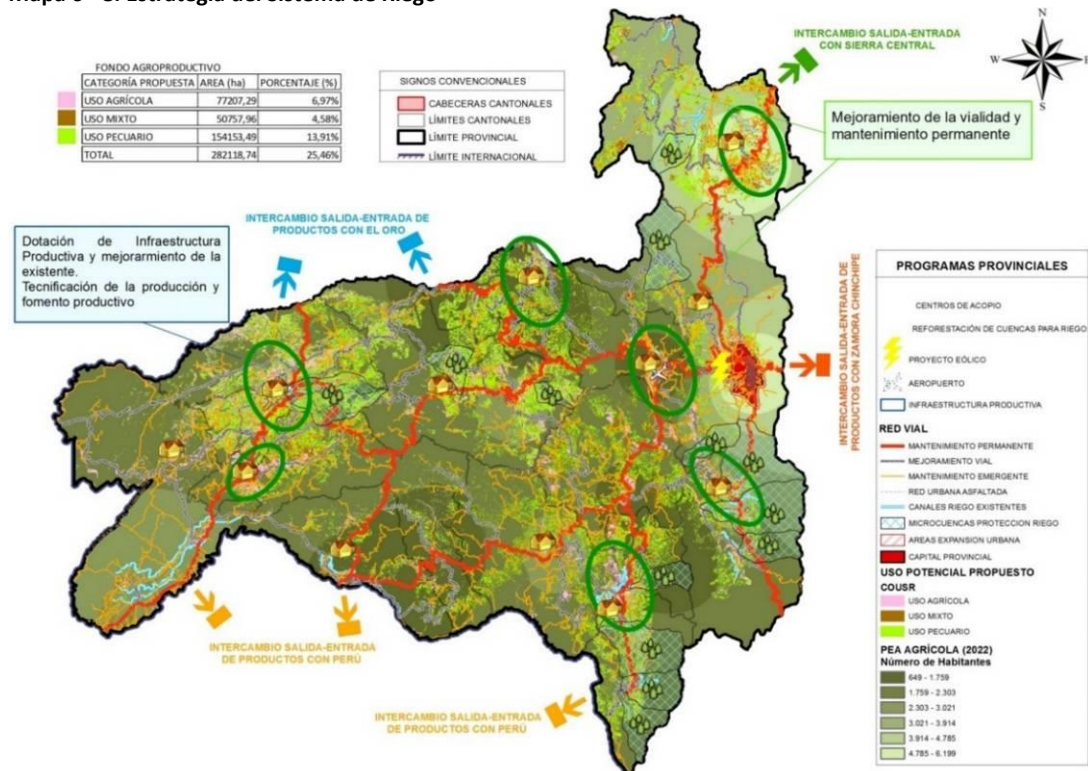 Mapa 6 - 3. Estrategia del Sistema de Riego
FONDO AGROPRODUCTIVO
CATEGORÍA PROPUESTA AREA (ha) PORCENTAJE (%)
USO AGRÍCOLA 77207,29 6,97%
USO MIXTO 50757,96 4,58%
USO PECUARIO 154153,49 13,91%
TOTAL 282118,74 25,46%
SIGNOS CONVENCIONALES
CABECERAS CANTONALES
LÍMITES CANTONALES
LÍMITE PROVINCIAL
LÍMITE INTERNACIONAL
INTERCAMBIO SALIDA-ENTRADA
CON SIERRA CENTRAL
N
W
E
S
Mejoramiento de la vialidad y
mantenimiento permanente
INTERCAMBIO SALIDA-ENTRADA DE
PRODUCTOS CON EL ORO
Dotación de Infraestructura
Productiva y mejorarmiento de la
existente.
Tecnificación de la producción y
fomento productivo
INTERCAMBIO SALIDA-ENTRADA DE
PRODUCTOS CON ZAMORA CHINCHIPE
INTERCAMBIO SALIDA-ENTRADA
DE PRODUCTOS CON PERÚ
INTERCAMBIO SALIDA-ENTRADA
DE PRODUCTOS CON PERÚ
PROGRAMAS PROVINCIALES
CENTROS DE ACOPIO
REFORESTACIÓN DE CUENCAS PARA RIEGO
PROYECTO EÓLICO
AEROPUERTO
INFRAESTRUCTURA PRODUCTIVA
RED VIAL
MANTENIMIENTO PERMANENTE
MEJORAMIENTO VIAL
MANTENIMIENTO EMERGENTE
RED URBANA ASFALTADA
CANALES RIEGO EXISTENTES
MICROCUENCAS PROTECCION RIEGO
AREAS EXPANSION URBANA
CAPITAL PROVINCIAL
USO POTENCIAL PROPUESTO
COUSR
USO AGRÍCOLA
USO MIXTO
USO PECUARIO
PEA AGRÍCOLA (2022)
Número de Habitantes
649 - 1.759
1.759 - 2.303
2.303 - 3.021
3.021 - 3.914
3.914 - 4.785
4.785 - 6.199